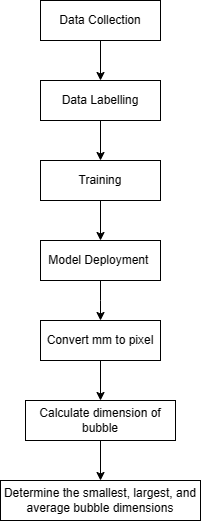 Data Collection
Data Labelling
Training
Model Deployment
Convert mm to pixel
Calculate dimension of
bubble
Determine the smallest, largest, and
average bubble dimensions